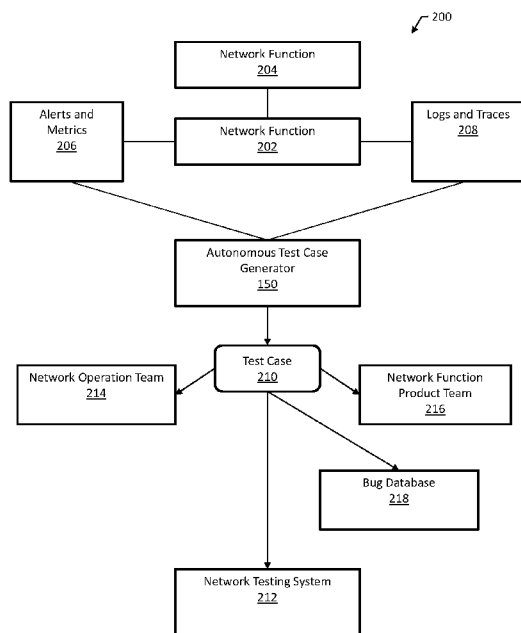 200
Network Function
204
Alerts and
Metrics
206
Network Function
202
Logs and Traces
208
Autonomous Test Case
Generator
150
Test Case
210
Network Operation Team
214
Network Function
Product Team
216
Bug Database
218
Network Testing System
212